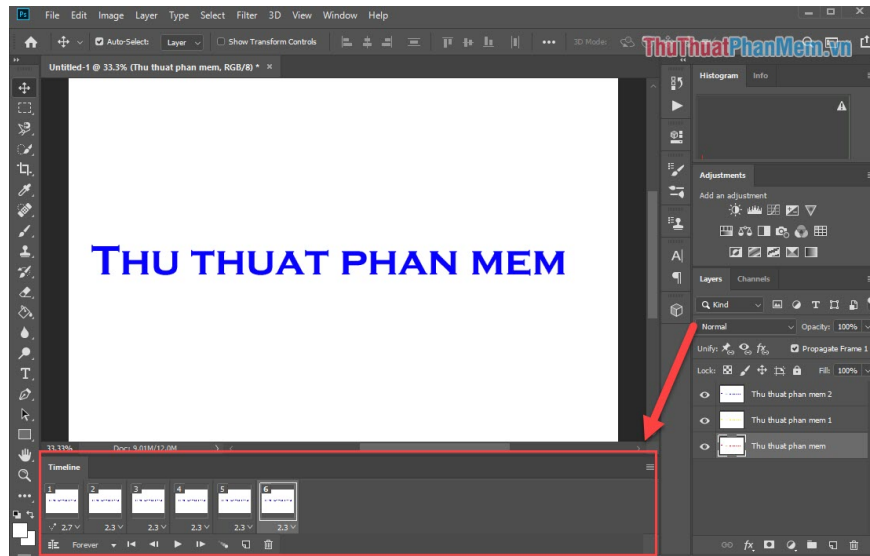 Ps File Edit Image Layer Type Select Filter 3D View Window Help
Auto-Select: Layer Show Transform Controls 3D Mode:
ThuThuatPhanMem.vn
Untitled-1 @ 33.3% (Thu thuat phan mem, RGB/8) * ×
Histogram Info
Adjustments
Add an adjustment
THU THUAT PHAN MEM
Layers Channels
Kind
Normal Opacity: 100%
Unify: Propagate Frame 1
Lock: Fill: 100%
Thu thuat phan mem 2
Thu thuat phan mem 1
Thu thuat phan mem
33.33% Doc: 9.01M/12.0M
Timeline
1 2 3 4 5 6
2.7 2.3 2.3 2.3 2.3 2.3
Forever